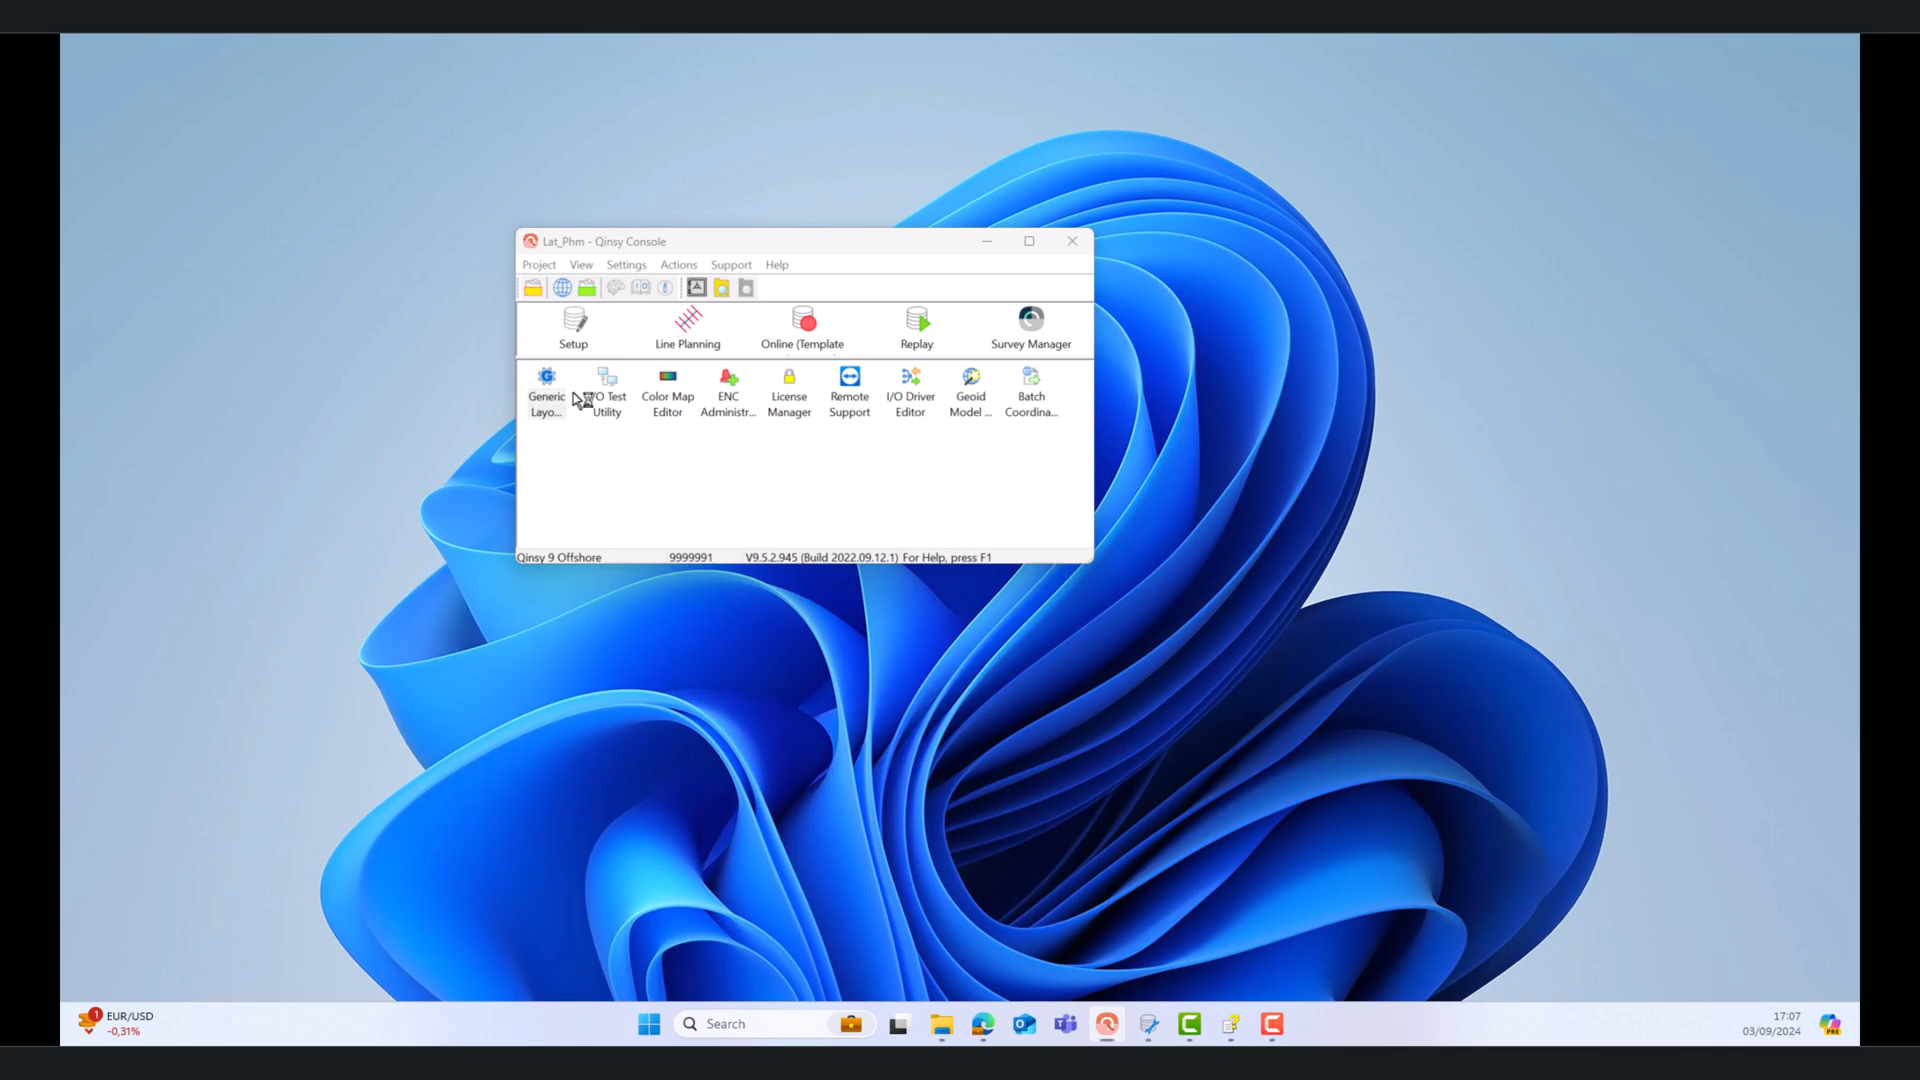 Lat_Phm - Qinsy Console
Project View Settings Actions Support Help
Setup
Line Planning
Online (Template
Replay
Survey Manager
Generic
Layo...
I/O Test
Utility
Color Map
Editor
ENC
Administr...
License
Manager
Remote
Support
I/O Driver
Editor
Geoid
Model ...
Batch
Coordina...
Qinsy 9 Offshore 9999991 V9.5.2.945 (Build 2022.09.12.1) For Help, press F1
1
EUR/USD
-0,31%
Search
17:07
03/09/2024
PRE